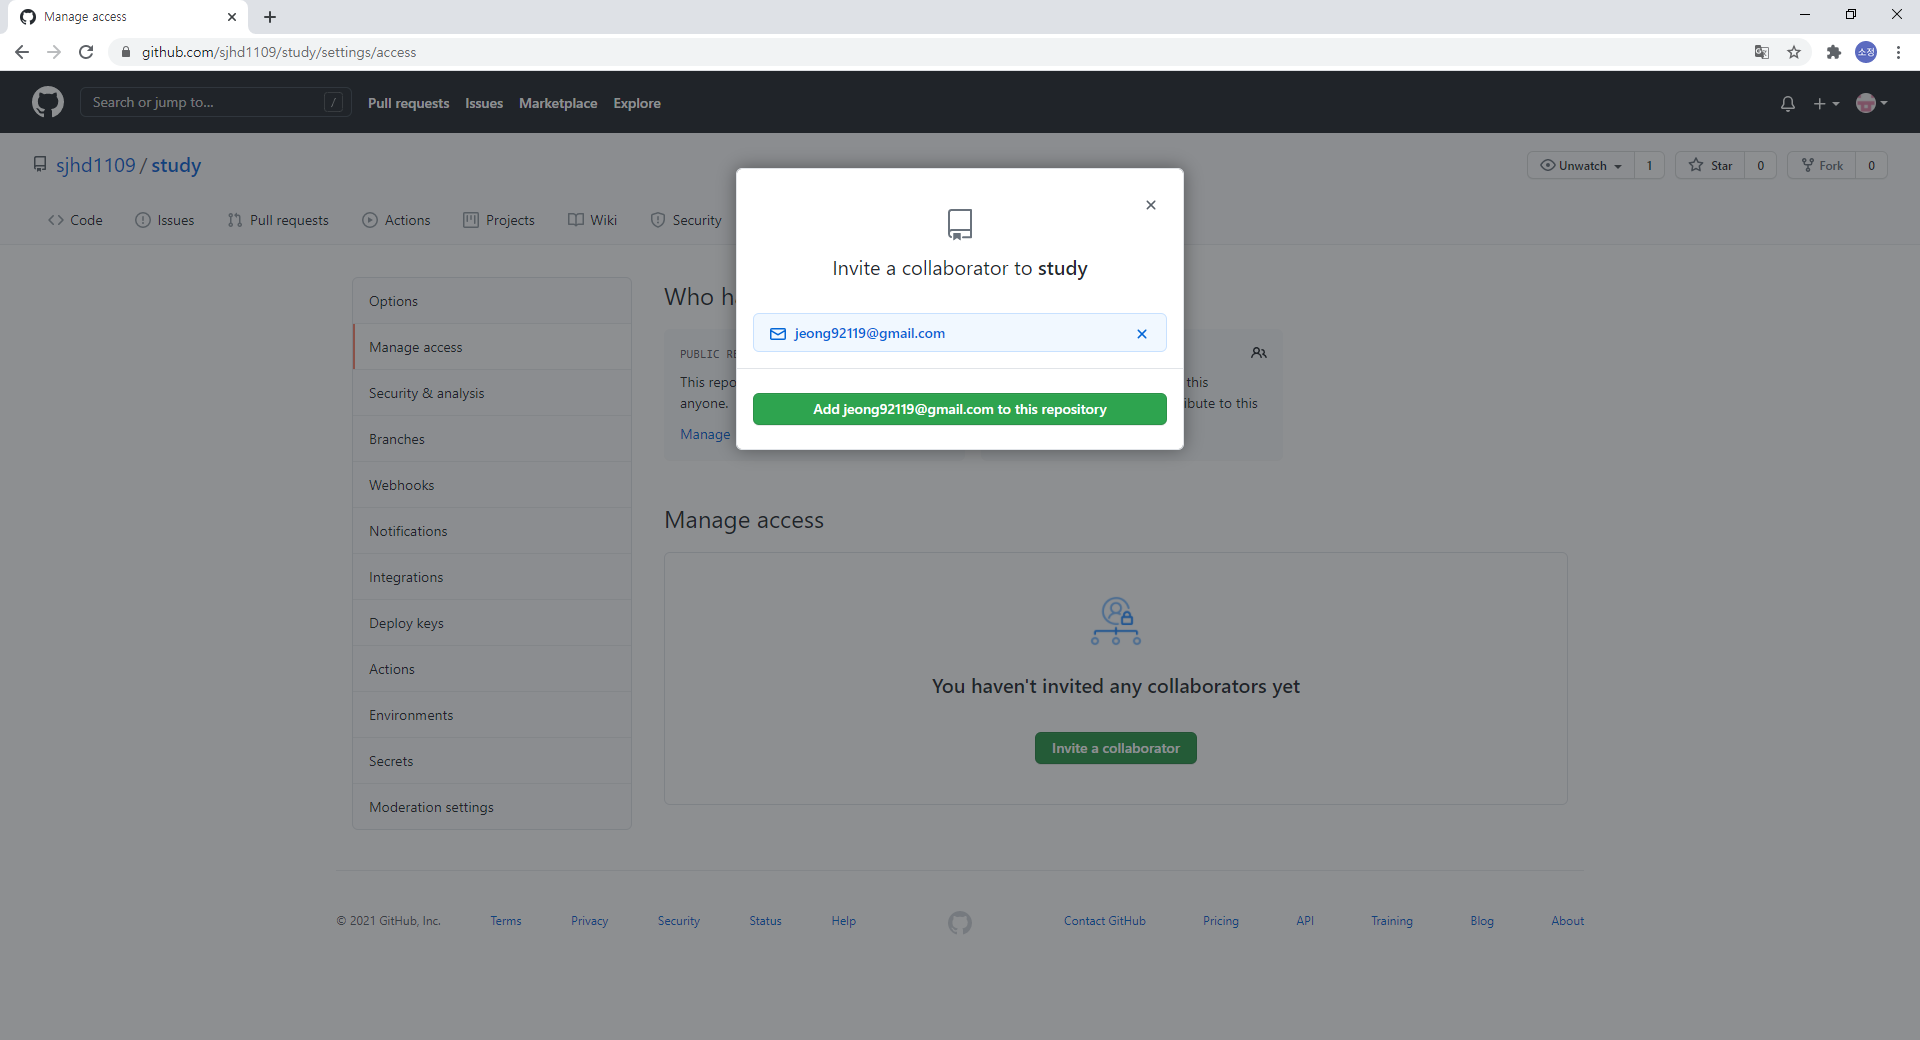 Manage access
github.com/sjhd1109/study/settings/access
소정
Search or jump to... /
Pull requests Issues Marketplace Explore
sjhd1109 / study
Unwatch 1 Star 0 Fork 0
Code Issues Pull requests Actions Projects Wiki Security
Invite a collaborator to study
jeong92119@gmail.com
Add jeong92119@gmail.com to this repository
Options
Manage access
Security & analysis
Branches
Webhooks
Notifications
Integrations
Deploy keys
Actions
Environments
Secrets
Moderation settings
Who
PUBLIC
This this
anyone. to this
Manage
Manage access
You haven't invited any collaborators yet
Invite a collaborator
© 2021 GitHub, Inc. Terms Privacy Security Status Help Contact GitHub Pricing API Training Blog About